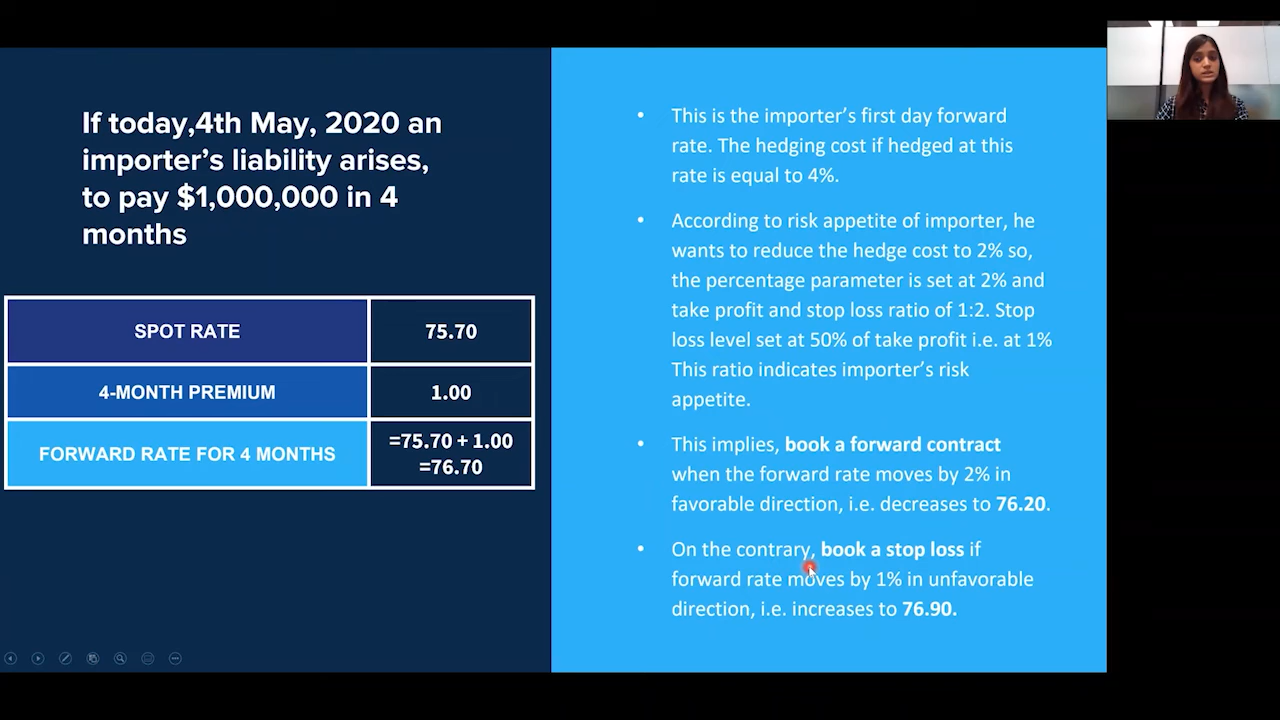 If today,4th May, 2020 an
importer's liability arises,
to pay $1,000,000 in 4
months
SPOT RATE
75.70
4-MONTH PREMIUM
1.00
FORWARD RATE FOR 4 MONTHS
=75.70 + 1.00
=76.70
• This is the importer's first day forward
rate. The hedging cost if hedged at this
rate is equal to 4%.
• According to risk appetite of importer, he
wants to reduce the hedge cost to 2% so,
the percentage parameter is set at 2% and
take profit and stop loss ratio of 1:2. Stop
loss level set at 50% of take profit i.e. at 1%
This ratio indicates importer's risk
appetite.
• This implies, book a forward contract
when the forward rate moves by 2% in
favorable direction, i.e. decreases to 76.20.
• On the contrary, book a stop loss if
forward rate moves by 1% in unfavorable
direction, i.e. increases to 76.90.